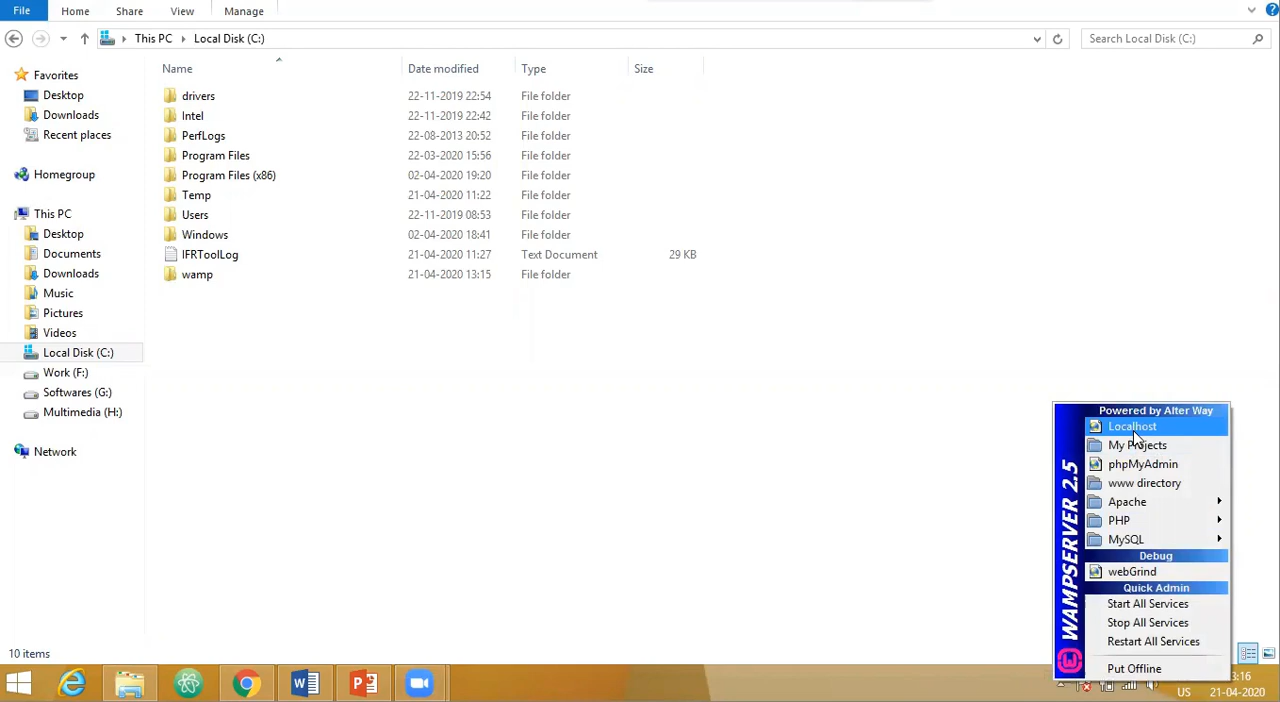 File Home Share View Manage
This PC Local Disk (C:) Search Local Disk (C:)
Name Date modified Type Size
Favorites
Desktop
Downloads
Recent places
Homegroup
This PC
Desktop
Documents
Downloads
Music
Pictures
Videos
Local Disk (C:)
Work (F:)
Softwares (G:)
Multimedia (H:)
Network
drivers 22-11-2019 22:54 File folder
Intel 22-11-2019 22:42 File folder
PerfLogs 22-08-2013 20:52 File folder
Program Files 22-03-2020 15:56 File folder
Program Files (x86) 02-04-2020 19:20 File folder
Temp 21-04-2020 11:22 File folder
Users 22-11-2019 08:53 File folder
Windows 02-04-2020 18:41 File folder
IFRToolLog 21-04-2020 11:27 Text Document 29 KB
wamp 21-04-2020 13:15 File folder
WAMPSERVER 2.5
Powered by Alter Way
Localhost
My Projects
phpMyAdmin
www directory
Apache
PHP
MySQL
Debug
webGrind
Quick Admin
Start All Services
Stop All Services
Restart All Services
Put Offline
10 items
US 21-04-2020